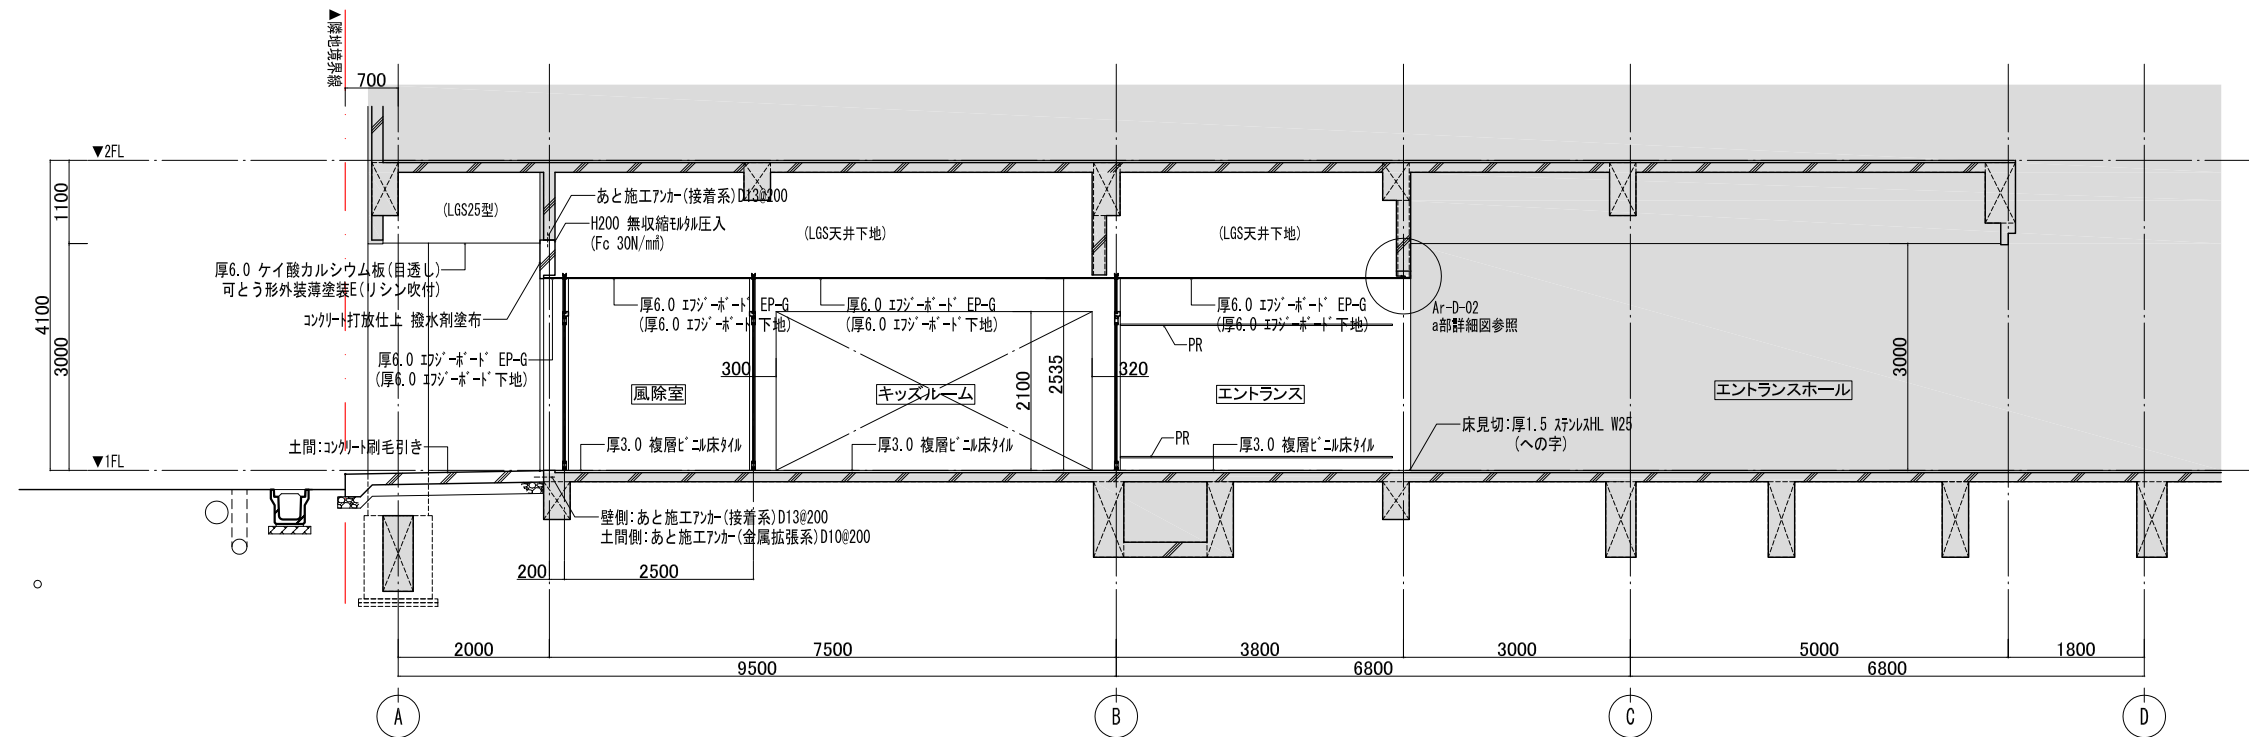 ▼隣地境界線
700
▼2FL
1100
4100
3000
(LGS25型)
あと施工アンカー(接着系)D13@200
H200 無収縮モルタル圧入
(Fc 30N/㎟)
(LGS天井下地)
(LGS天井下地)
厚6.0 ケイ酸カルシウム板(目透し)
可とう形外装薄塗装E(リシン吹付)
コンクリート打放仕上 撥水剤塗布
厚6.0 エフジーボード EP-G
(厚6.0 エフジーボード下地)
厚6.0 エフジーボード EP-G
(厚6.0 エフジーボード下地)
厚6.0 エフジーボード EP-G
(厚6.0 エフジーボード下地)
厚6.0 エフジーボード EP-G
(厚6.0 エフジーボード下地)
Ar-D-02
a部詳細図参照
PR
300
2100
2535
320
3000
風除室
キッズルーム
エントランス
エントランスホール
床見切:厚1.5 ステンレスHL W25
(への字)
土間:コンクリート刷毛引き
厚3.0 複層ビニル床タイル
厚3.0 複層ビニル床タイル
PR
厚3.0 複層ビニル床タイル
▼1FL
壁側:あと施工アンカー(接着系)D13@200
土間側:あと施工アンカー(金属拡張系)D10@200
200
2500
2000
7500
3800
3000
5000
1800
9500
6800
6800
A
B
C
D